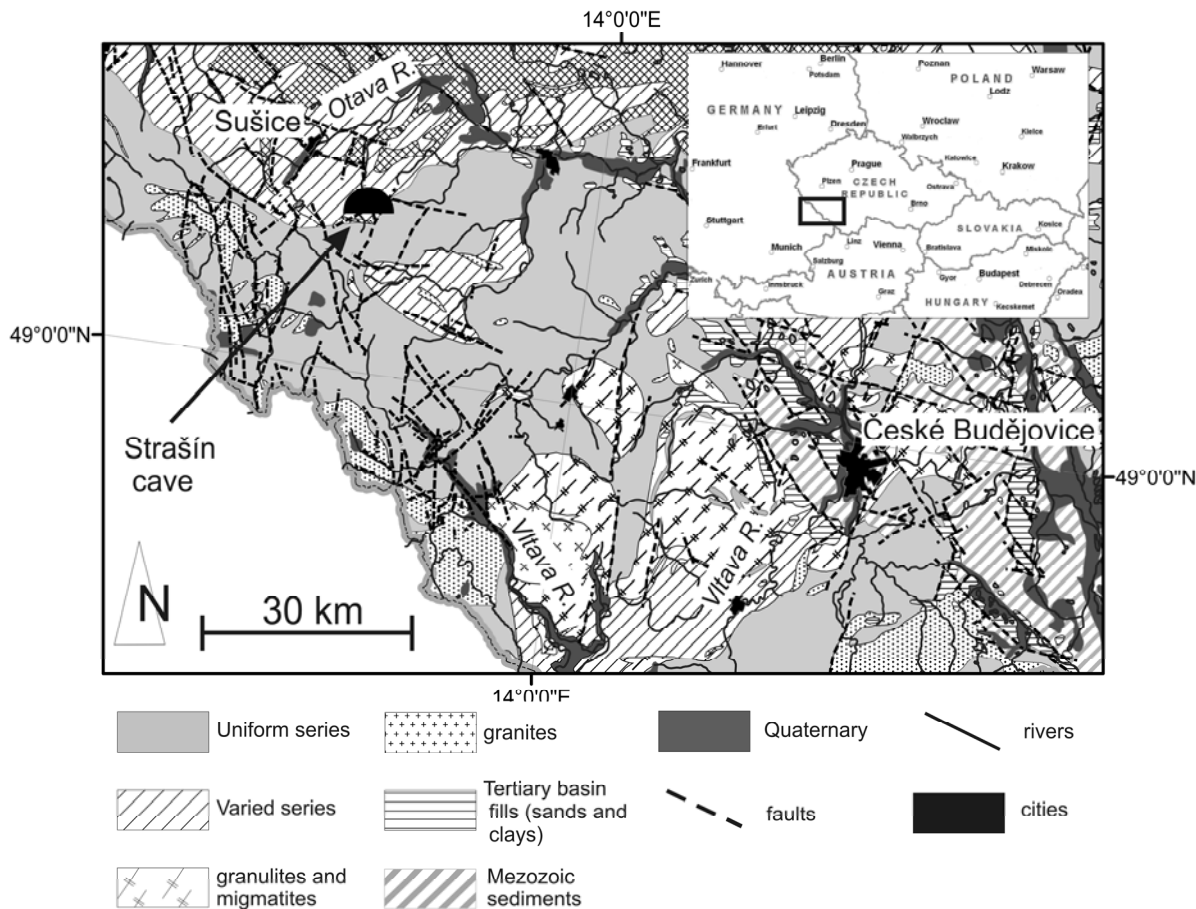 14°0'0"E
Sušice
Otava R.
Hannover
Berlin
Potsdam
Poznan
Warsaw
POLAND
Lodz
GERMANY
Leipzig
Erfurt
Dresden
Wroclaw
Walbrzych
Kielce
Frankfurt
Prague
Katowice
Krakow
Plzen
CZECH
REPUBLIC
Ostrava
Brno
Stuttgart
SLOVAKIA
Kosice
Munich
Linz
Vienna
Bratislava
Miskolc
Salzburg
AUSTRIA
Gyor
Budapest
Debrecen
Zurich
Innsbruck
Graz
HUNGARY
Kecskemet
Oradea
49°0'0"N
Strašín
cave
České Budějovice
49°0'0"N
Vltava R.
Vltava R.
N
30 km
14°0'0"E
Uniform series
granites
Quaternary
rivers
Varied series
Tertiary basin
fills (sands and
clays)
faults
cities
granulites and
migmatites
Mezozoic
sediments